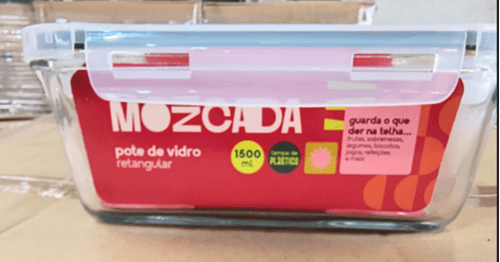 MOZCADA
pote de vidro
retangular
1500
ml
tampa de
PLÁSTICO
guarda o que
der na telha...
frutas, sobremesas,
legumes, biscoitos,
jogos, refeições
e mais